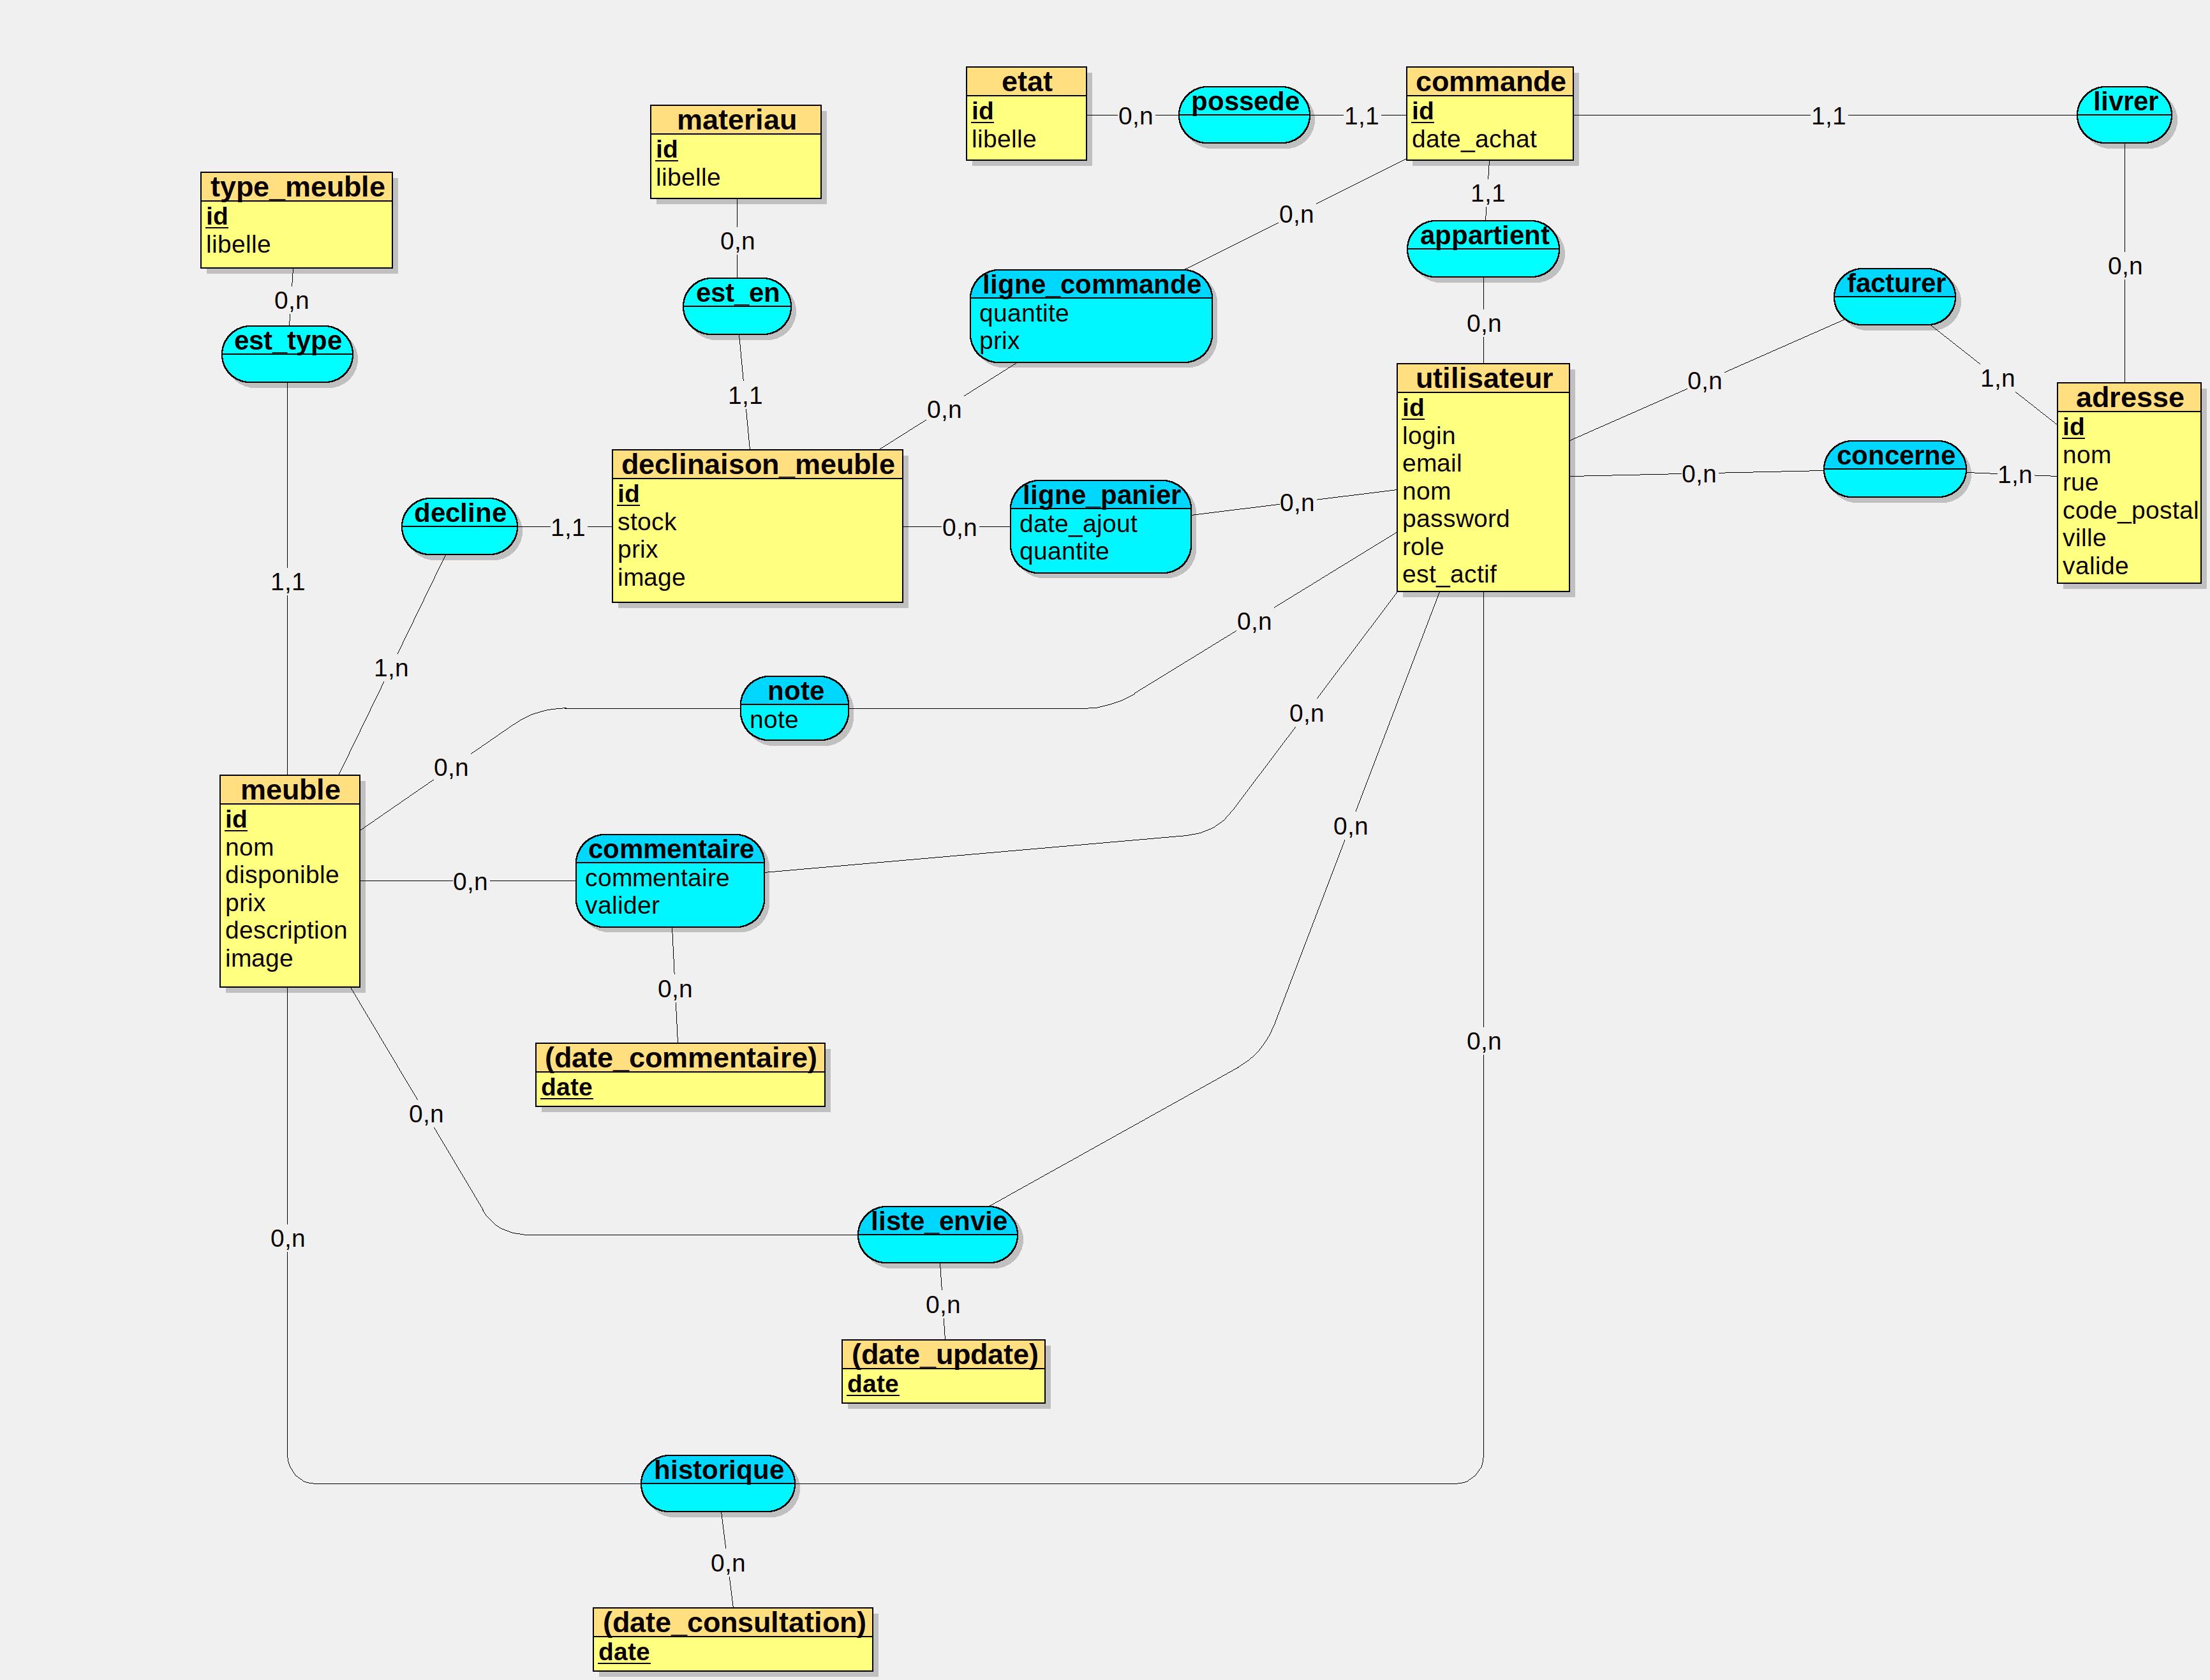 etat
id
libelle
0,n
possede
1,1
commande
id
date_achat
1,1
livrer
materiau
id
libelle
type_meuble
id
libelle
0,n
est_type
0,n
est_en
1,1
0,n
ligne_commande
quantite
prix
0,n
1,1
appartient
0,n
facturer
0,n
1,n
0,n
utilisateur
id
login
email
nom
password
role
est_actif
adresse
id
nom
rue
code_postal
ville
valide
0,n
concerne
1,n
declinaison_meuble
id
stock
prix
image
decline
1,1
0,n
ligne_panier
date_ajout
quantite
0,n
1,1
1,n
note
note
0,n
0,n
0,n
0,n
meuble
id
nom
disponible
prix
description
image
0,n
commentaire
commentaire
valider
0,n
(date_commentaire)
date
0,n
0,n
0,n
liste_envie
0,n
(date_update)
date
historique
0,n
(date_consultation)
date